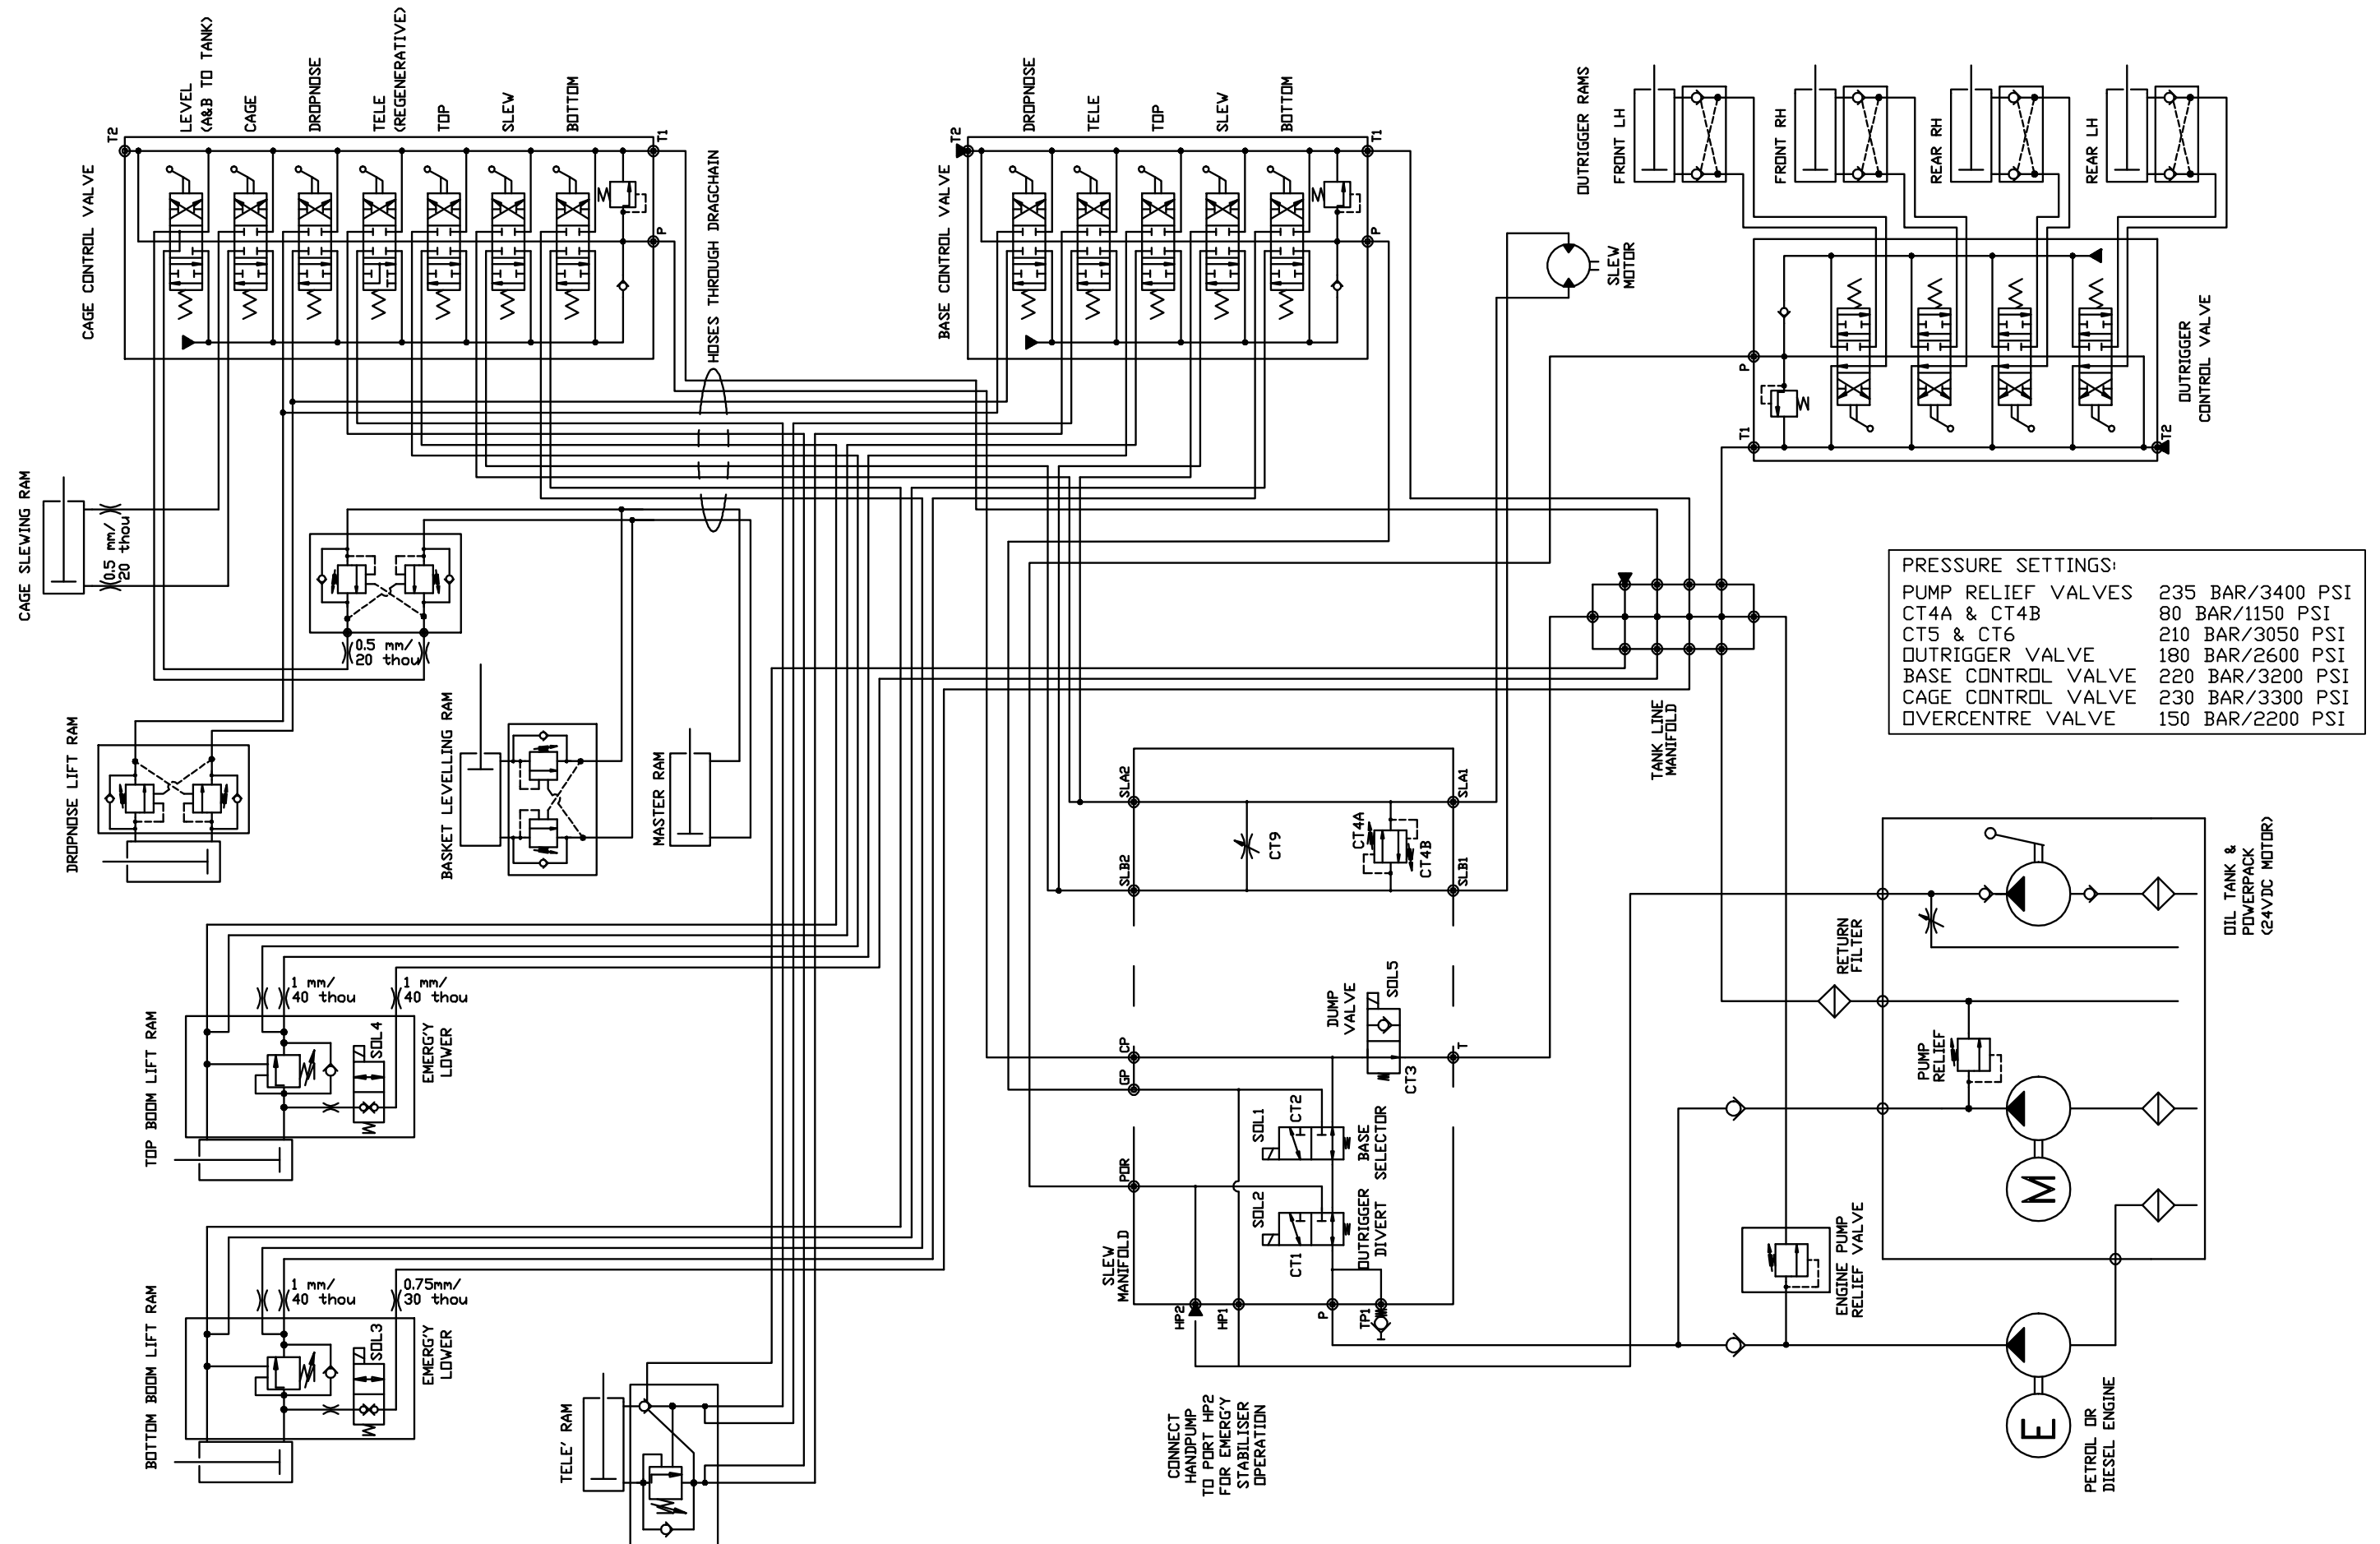 CAGE CONTROL VALVE
T2
LEVEL
(A&B TO TANK)
CAGE
DROPNOSE
TELE
(REGENERATIVE)
TOP
SLEW
BOTTOM
T1
P
HOSES THROUGH DRAGCHAIN
BASE CONTROL VALVE
T2
DROPNOSE
TELE
TOP
SLEW
BOTTOM
T1
P
SLEW
MOTOR
OUTRIGGER RAMS
FRONT LH
FRONT RH
REAR RH
REAR LH
P
T1
T2
OUTRIGGER
CONTROL VALVE
CAGE SLEWING RAM
0.5 mm/
20 thou
0.5 mm/
20 thou
PRESSURE SETTINGS:
PUMP RELIEF VALVES 235 BAR/3400 PSI
CT4A & CT4B 80 BAR/1150 PSI
CT5 & CT6 210 BAR/3050 PSI
OUTRIGGER VALVE 180 BAR/2600 PSI
BASE CONTROL VALVE 220 BAR/3200 PSI
CAGE CONTROL VALVE 230 BAR/3300 PSI
OVERCENTRE VALVE 150 BAR/2200 PSI
TANK LINE
MANIFOLD
DROPNOSE LIFT RAM
BASKET LEVELLING RAM
MASTER RAM
SLA2
SLA1
SLB2
SLB1
CT9
CT4A
CT4B
OIL TANK &
POWERPACK
(24VDC MOTOR)
RETURN
FILTER
PUMP
RELIEF
M
TOP BOOM LIFT RAM
1 mm/
40 thou
1 mm/
40 thou
SOL4
EMERG'Y
LOWER
DUMP
VALVE
SOL5
CT3
CP
GP
T
SOL1
CT2
BASE
SELECTOR
POR
SOL2
CT1
OUTRIGGER
DIVERT
SLEW
MANIFOLD
HP2
HP1
P
TP1
ENGINE PUMP
RELIEF VALVE
BOTTOM BOOM LIFT RAM
1 mm/
40 thou
0.75mm/
30 thou
SOL3
EMERG'Y
LOWER
TELE' RAM
CONNECT
HANDPUMP
TO PORT HP2
FOR EMERG'Y
STABILISER
OPERATION
E
PETROL OR
DIESEL ENGINE